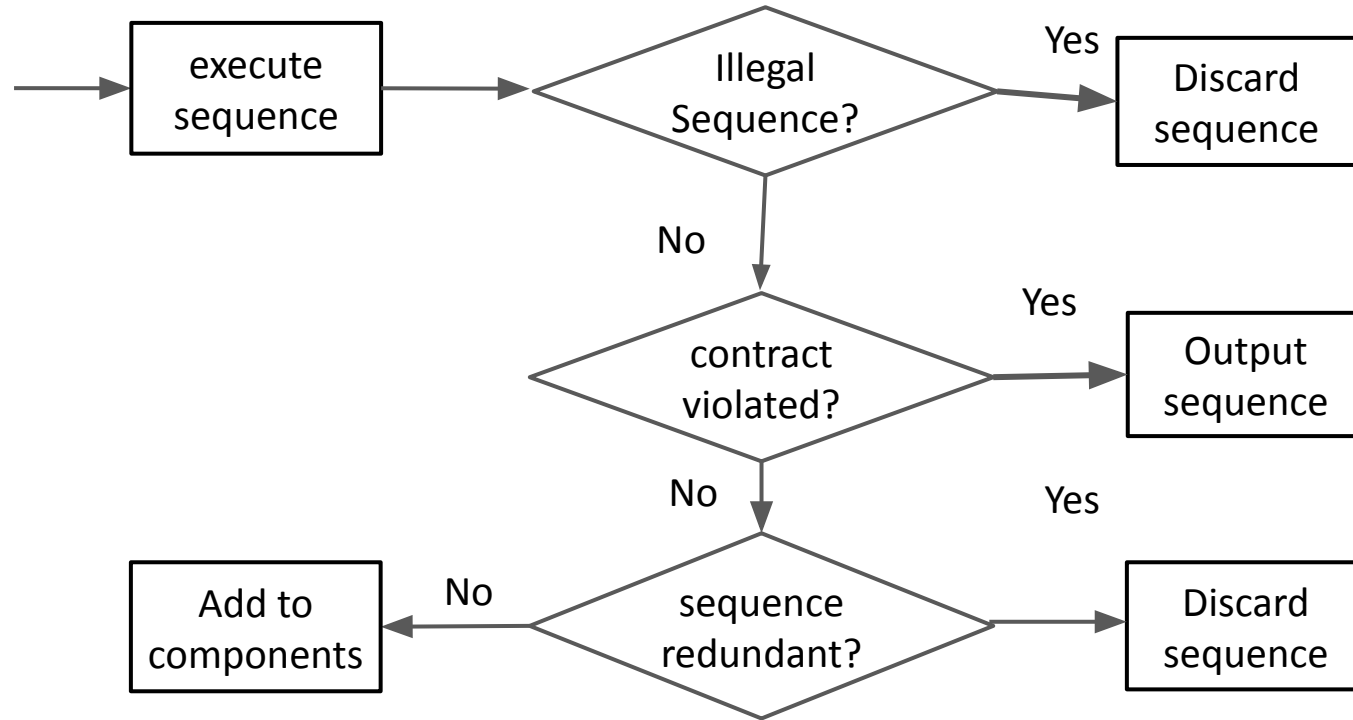 execute
sequence
Illegal
Sequence?
Yes
Discard
sequence
No
contract
violated?
Yes
Output
sequence
No
Yes
Add to
components
No
sequence
redundant?
Discard
sequence